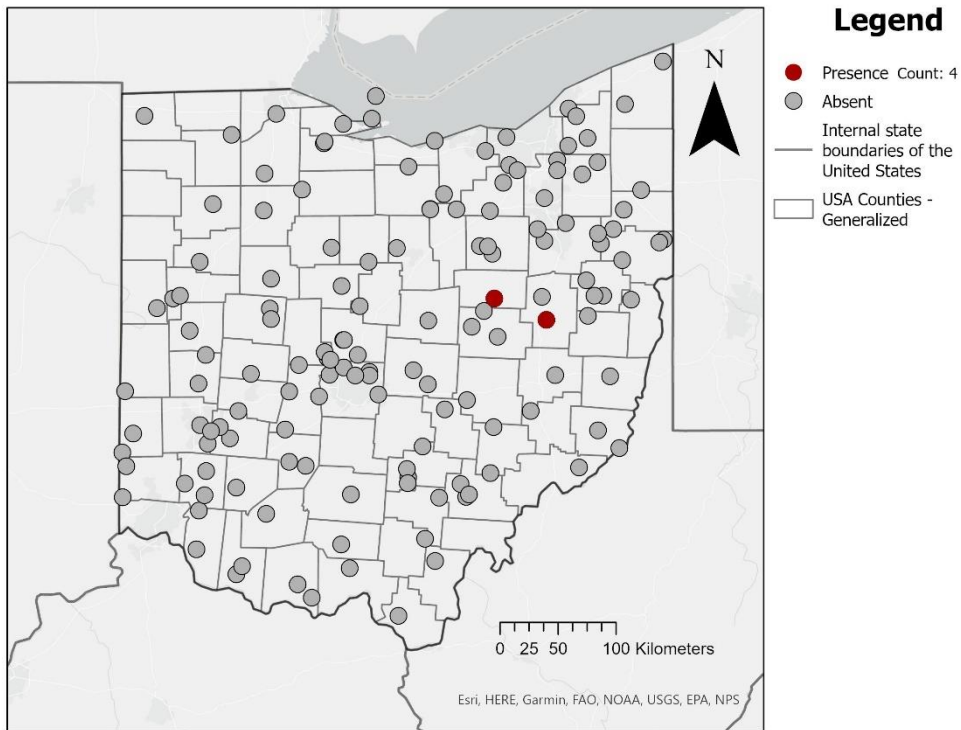 Legend
N
Presence Count: 4
Absent
Internal state
boundaries of the
United States
USA Counties -
Generalized
0 25 50 100 Kilometers
Esri, HERE, Garmin, FAO, NOAA, USGS, EPA, NPS